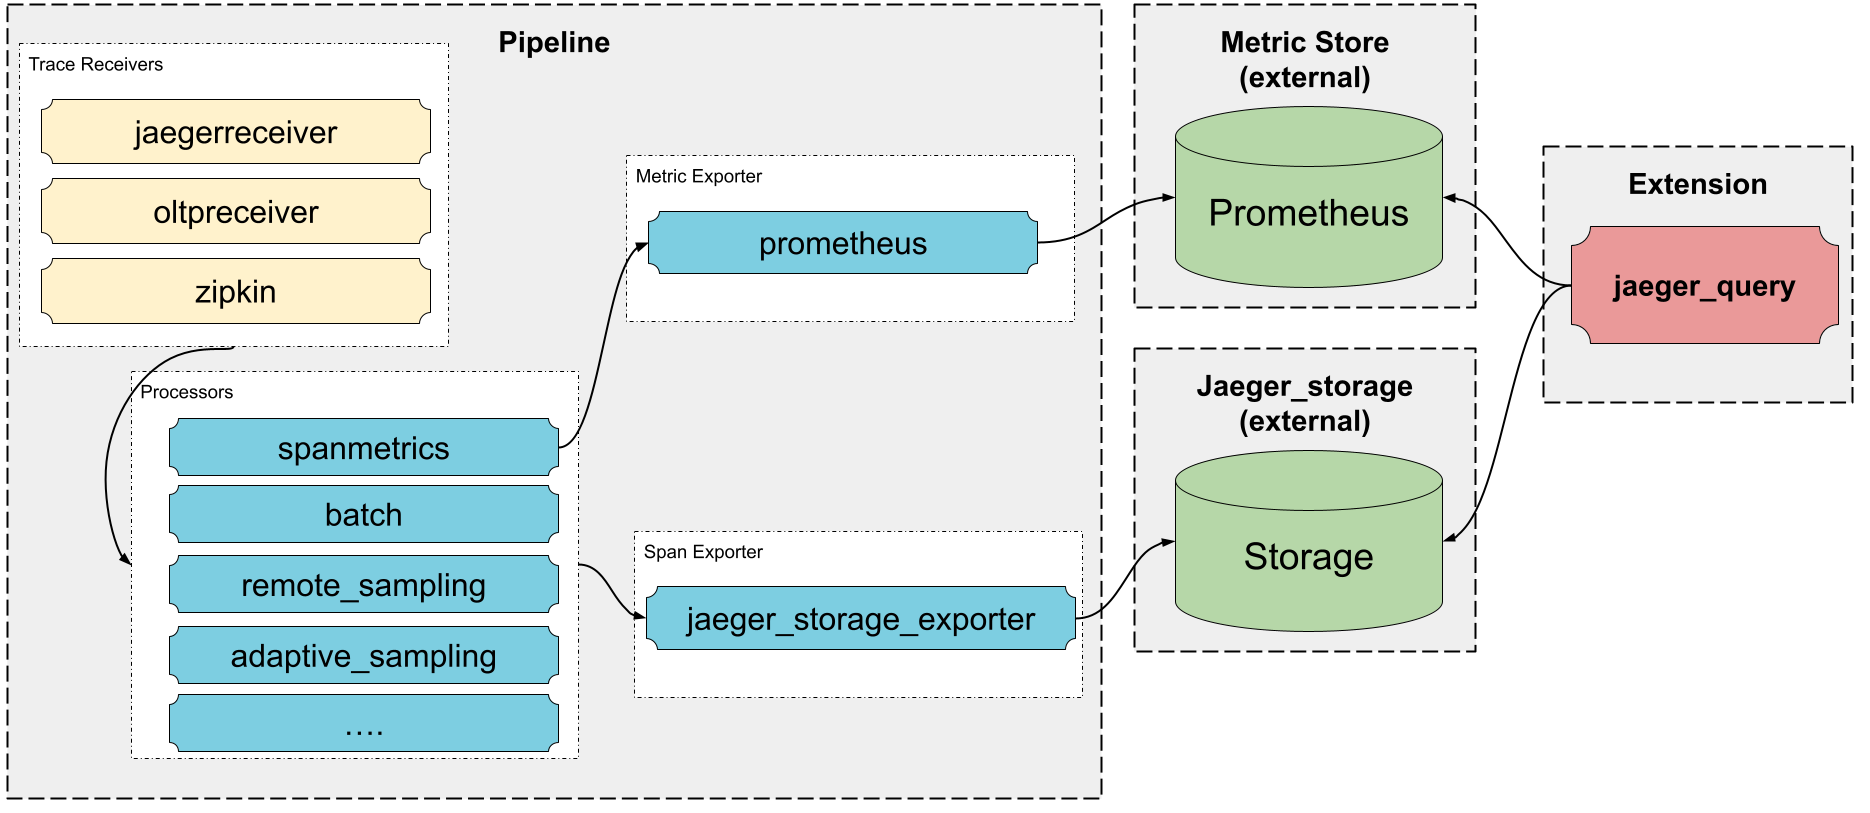 Pipeline
Trace Receivers
jaegerreceiver
oltpreceiver
zipkin
Processors
spanmetrics
batch
remote_sampling
adaptive_sampling
....
Metric Exporter
prometheus
Span Exporter
jaeger_storage_exporter
Metric Store
(external)
Prometheus
Jaeger_storage
(external)
Storage
Extension
jaeger_query